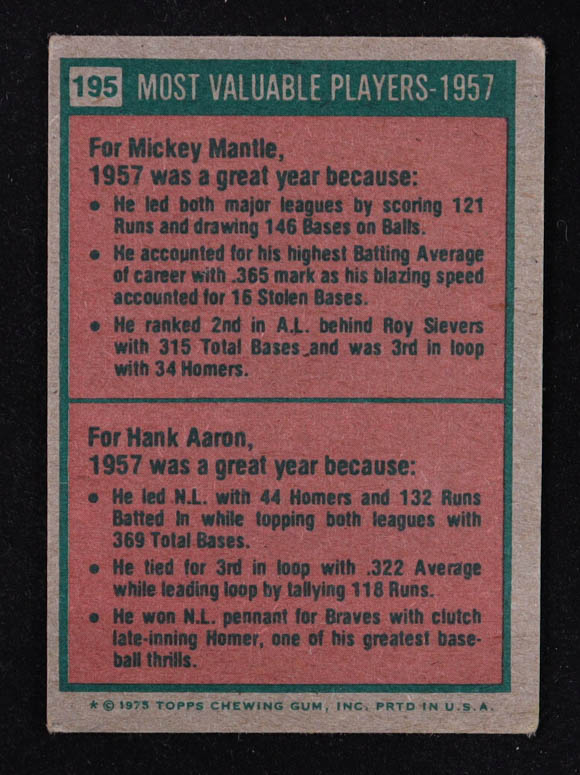 195 MOST VALUABLE PLAYERS-1957
For Mickey Mantle,
1957 was a great year because:
• He led both major leagues by scoring 121
Runs and drawing 146 Bases on Balls.
• He accounted for his highest Batting Average
of career with .365 mark as his blazing speed
accounted for 16 Stolen Bases.
• He ranked 2nd in A.L. behind Roy Sievers
with 315 Total Bases and was 3rd in loop
with 34 Homers.
For Hank Aaron,
1957 was a great year because:
• He led N.L. with 44 Homers and 132 Runs
Batted In while topping both leagues with
369 Total Bases.
• He tied for 3rd in loop with .322 Average
while leading loop by tallying 118 Runs.
• He won N.L. pennant for Braves with clutch
late-inning Homer, one of his greatest base-
ball thrills.
* © 1975 TOPPS CHEWING GUM, INC. PRTD IN U.S.A.